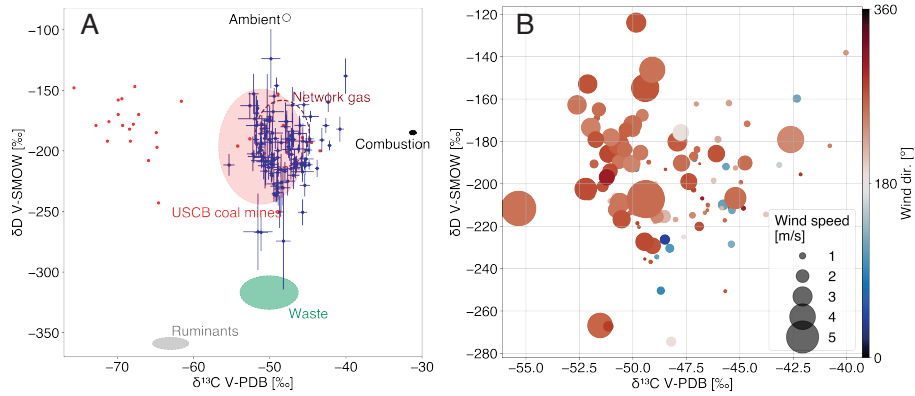 A
Ambient
Network gas
Combustion
USCB coal mines
Waste
Ruminants
−100
−150
−200
−250
−300
−350
δD V-SMOW [‰]
−70 −60 −50 −40 −30
δ¹³C V-PDB [‰]
B
−120
−140
−160
−180
−200
−220
−240
−260
−280
δD V-SMOW [‰]
−55.0 −52.5 −50.0 −47.5 −45.0 −42.5 −40.0
δ¹³C V-PDB [‰]
Wind speed
[m/s]
1
2
3
4
5
360
180
0
Wind dir. [°]